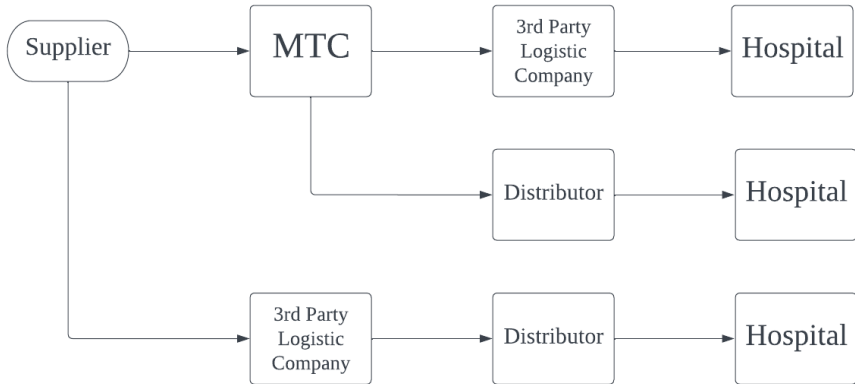 Supplier
MTC
3rd Party
Logistic
Company
Hospital
Distributor
Hospital
3rd Party
Logistic
Company
Distributor
Hospital